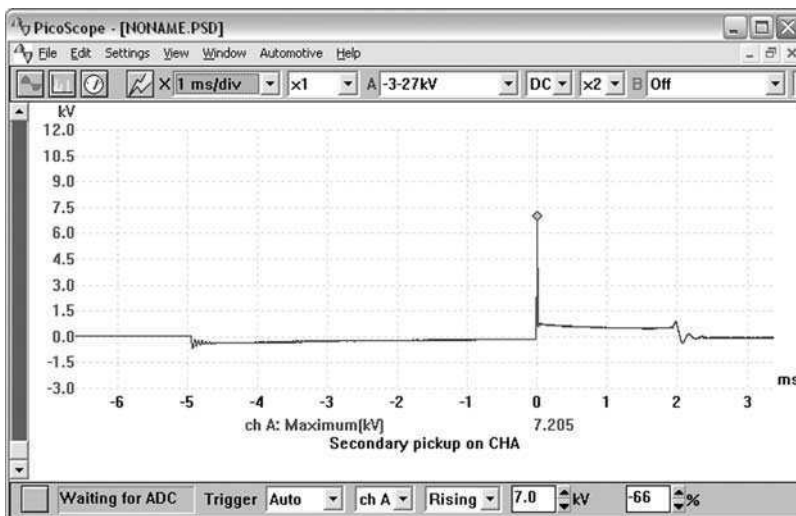 PicoScope - [NONAME.PSD]
File Edit Settings View Window Automotive Help
X 1 ms/div x1 A -3-27kV DC x2 B Off
kV
12.0
10.5
9.0
7.5
6.0
4.5
3.0
1.5
0.0
-1.5
-3.0
ms
-6 -5 -4 -3 -2 -1 0 1 2 3
ch A: Maximum(kV) 7.205
Secondary pickup on CHA
Waiting for ADC Trigger Auto ch A Rising 7.0 kV -66 %